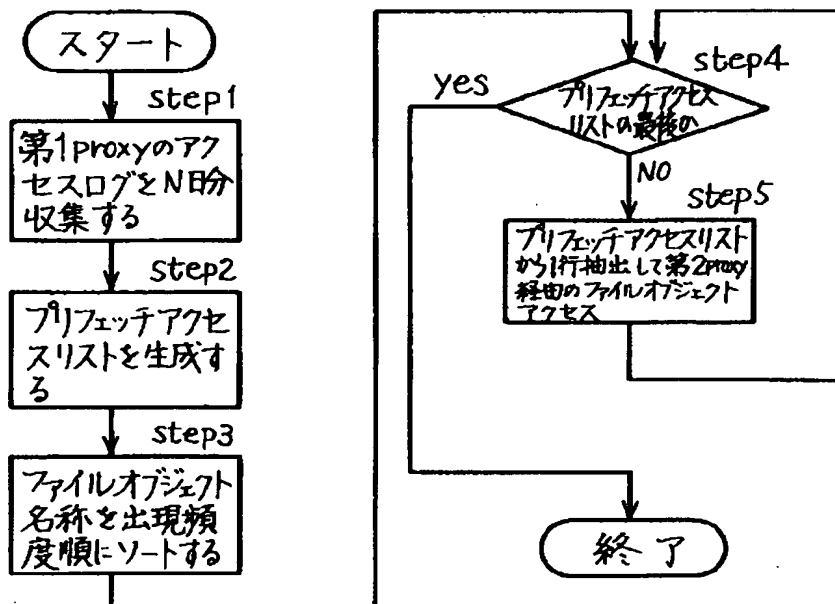 スタート
step1
第1proxyのアク
セスログをN日分
収集する
step2
プリフェッチアクセ
スリストを生成す
る
step3
ファイルオブジェクト
名称を出現頻
度順にソートする
step4
プリフェッチアクセス
リストの最後か
yes
NO
step5
プリフェッチアクセスリスト
から1行抽出して第2proxy
経由のファイルオブジェクト
アクセス
終了